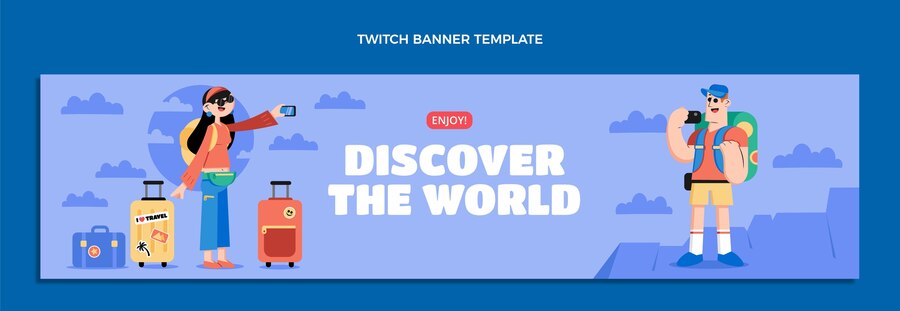 TWITCH BANNER TEMPLATE
ENJOY!
DISCOVER
THE WORLD
I ♥ TRAVEL